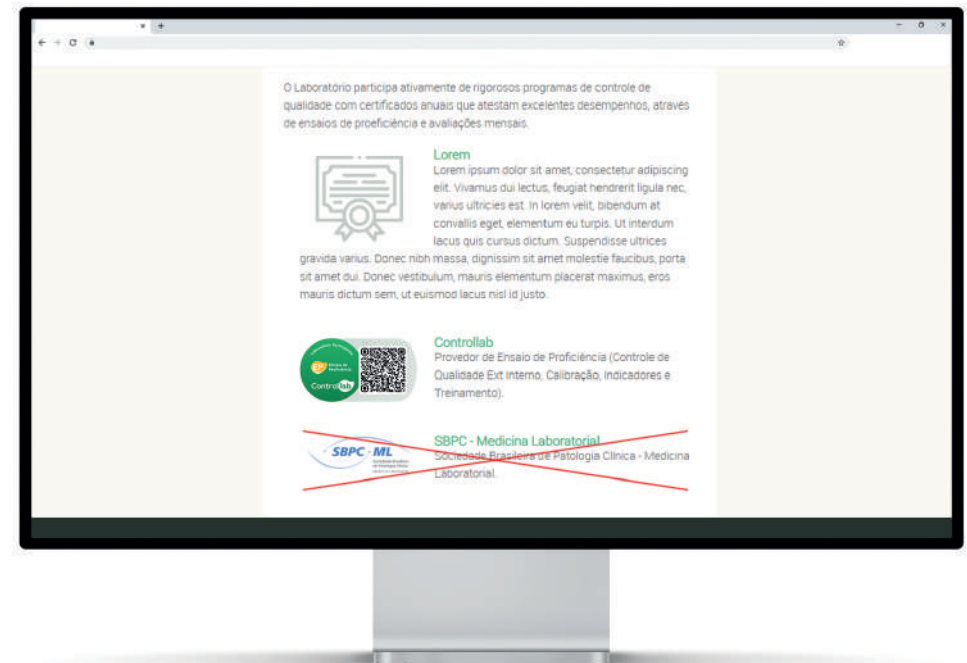 O Laboratório participa ativamente de rigorosos programas de controle de
qualidade com certificados anuais que atestam excelentes desempenhos, através
de ensaios de proeficiência e avaliações mensais.
Lorem
Lorem ipsum dolor sit amet, consectetur adipiscing
elit. Vivamus dui lectus, feugiat hendrerit ligula nec,
varius ultricies est. In lorem velit, bibendum at
convallis eget, elementum eu turpis. Ut interdum
lacus quis cursus dictum. Suspendisse ultrices
gravida varius. Donec nibh massa, dignissim sit amet molestie faucibus, porta
sit amet dui. Donec vestibulum, mauris elementum placerat maximus, eros
mauris dictum sem, ut euismod lacus nisl id justo.
EP
Ensaio de
Proficiência
Controllab
Controllab
Provedor de Ensaio de Proficiência (Controle de
Qualidade Ext Interno, Calibração, Indicadores e
Treinamento).
SBPC · ML
SBPC - Medicina Laboratorial
Sociedade Brasileira de Patologia Clínica - Medicina
Laboratorial.